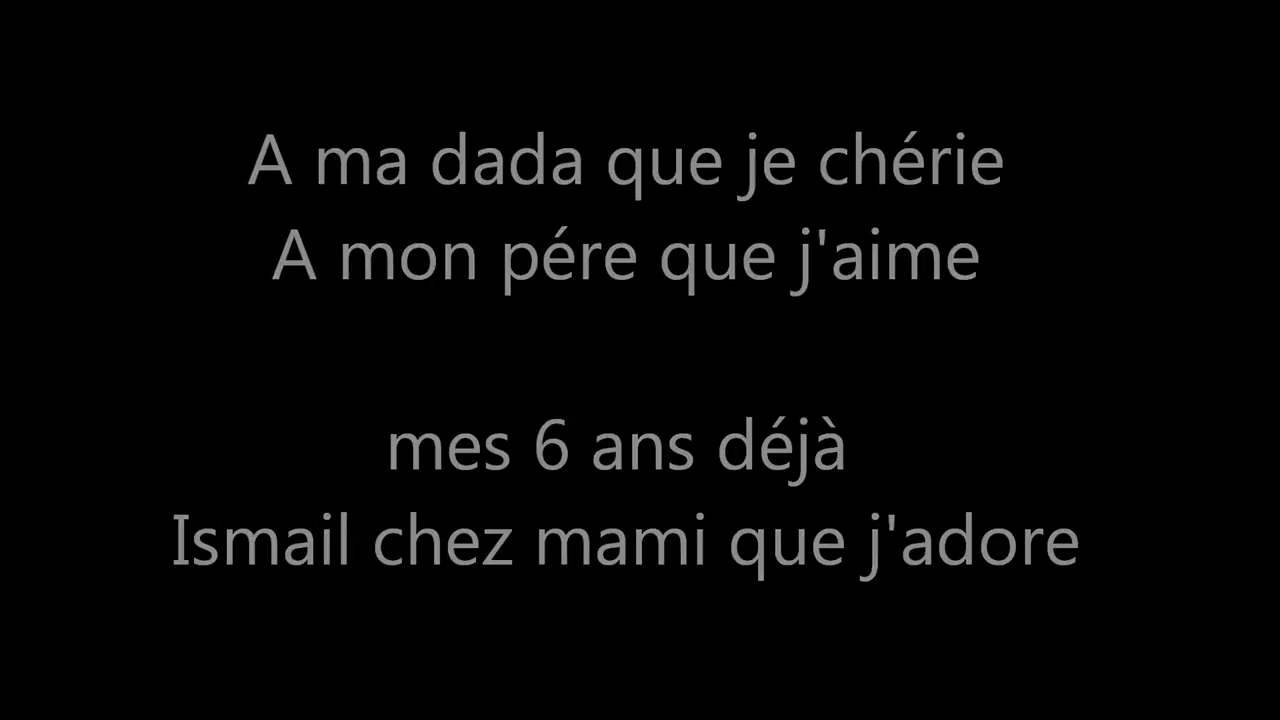 A ma dada que je chérie
A mon pére que j'aime
mes 6 ans déjà
Ismail chez mami que j'adore